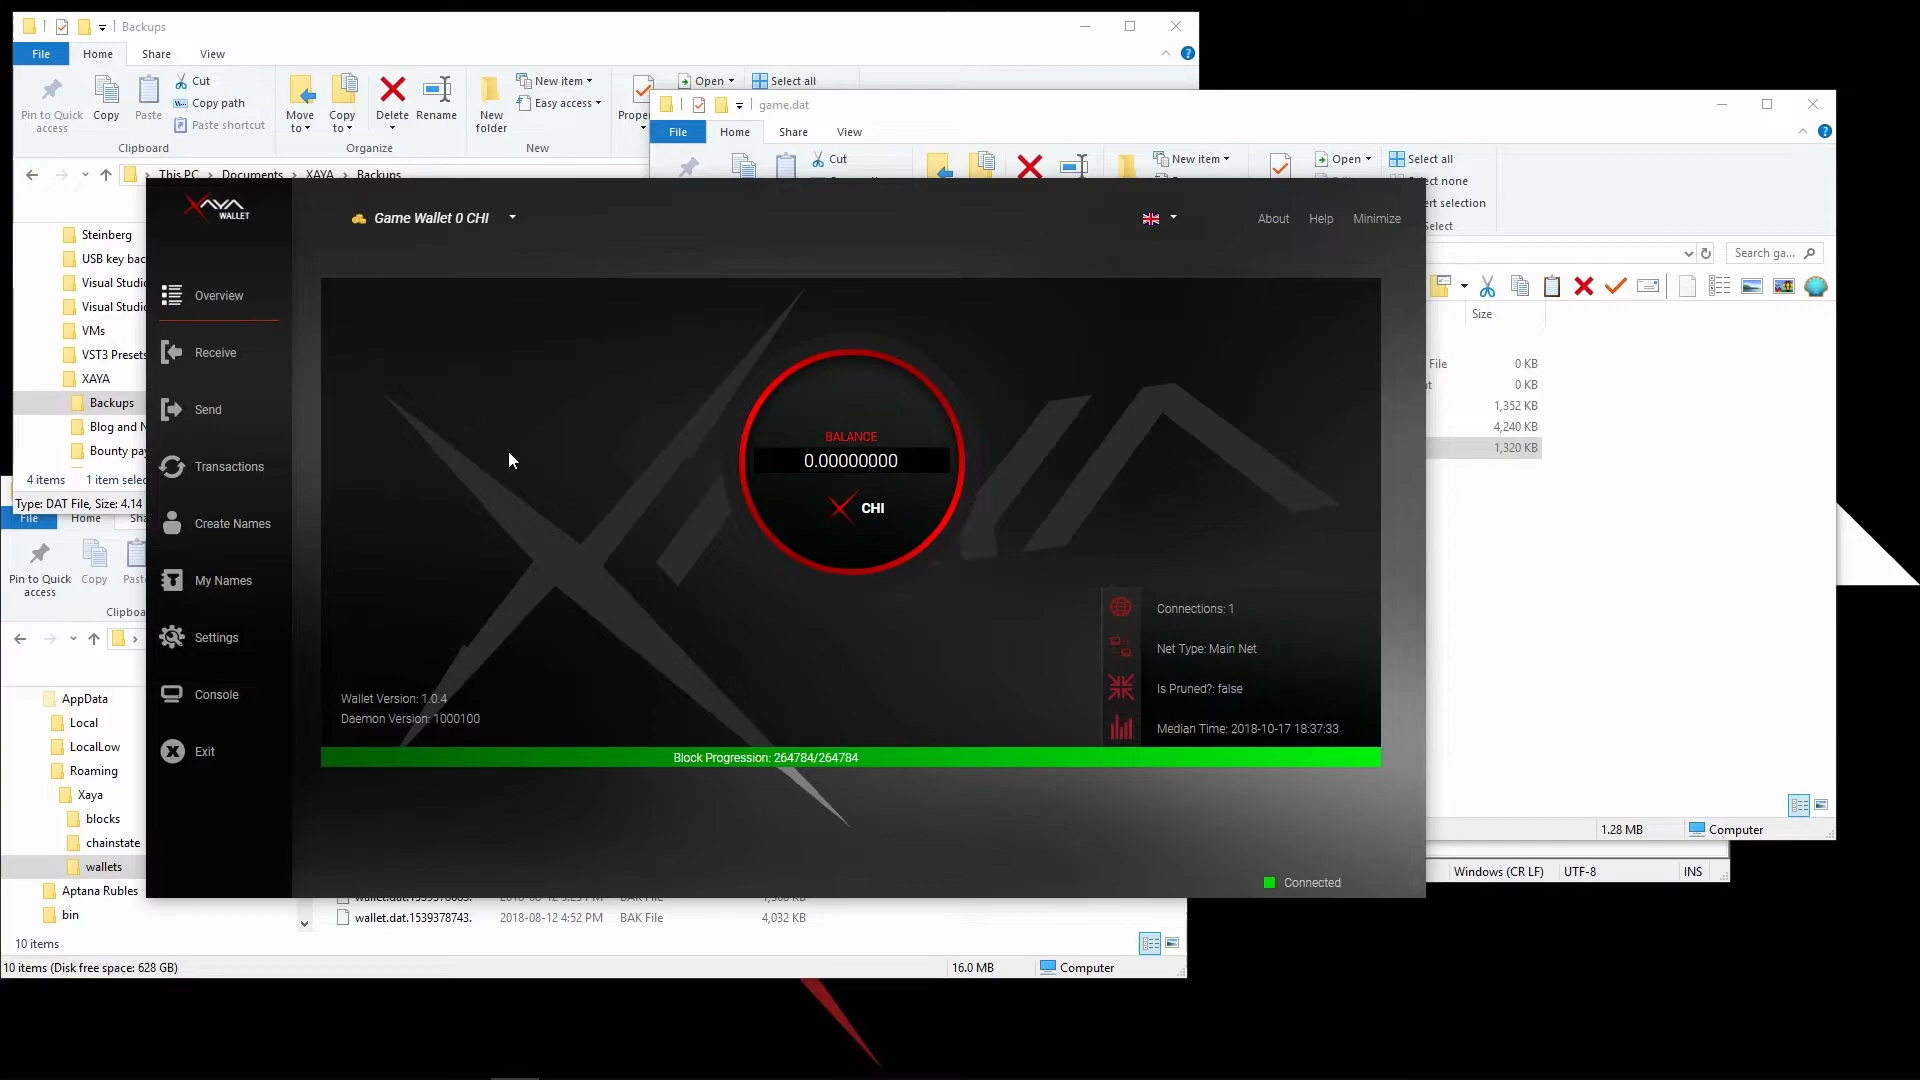 Backups
File Home Share View
Pin to Quick access
Copy
Paste
Cut
Copy path
Paste shortcut
Clipboard
Move to
Copy to
Delete
Rename
Organize
New folder
New item
Easy access
New
Open
Select all
This PC Documents XAYA Backups
Steinberg
USB key bac
Visual Studi
Visual Studi
VMs
VST3 Presets
XAYA
Backups
Blog and N
Bounty pay
4 items 1 item selec
Type: DAT File, Size: 4.14
game.dat
File Home Share View
Cut
New item
Open
Select all
ect none
ert selection
elect
Search ga...
Size
File 0 KB
0 KB
1,352 KB
4,240 KB
1,320 KB
1.28 MB Computer
Windows (CR LF) UTF-8 INS
XAYA
WALLET
Game Wallet 0 CHI
About Help Minimize
Overview
Receive
Send
Transactions
Create Names
My Names
Settings
Console
Exit
BALANCE
0.00000000
CHI
Connections: 1
Net Type: Main Net
Is Pruned?: false
Median Time: 2018-10-17 18:37:33
Wallet Version: 1.0.4
Daemon Version: 1000100
Block Progression: 264784/264784
Connected
File Home Sha
Pin to Quick access
Copy
Past
Clipboa
AppData
Local
LocalLow
Roaming
Xaya
blocks
chainstate
wallets
Aptana Rubles
bin
wallet.dat.1539378743. 2018-08-12 4:52 PM BAK File 4,032 KB
10 items
10 items (Disk free space: 628 GB) 16.0 MB Computer